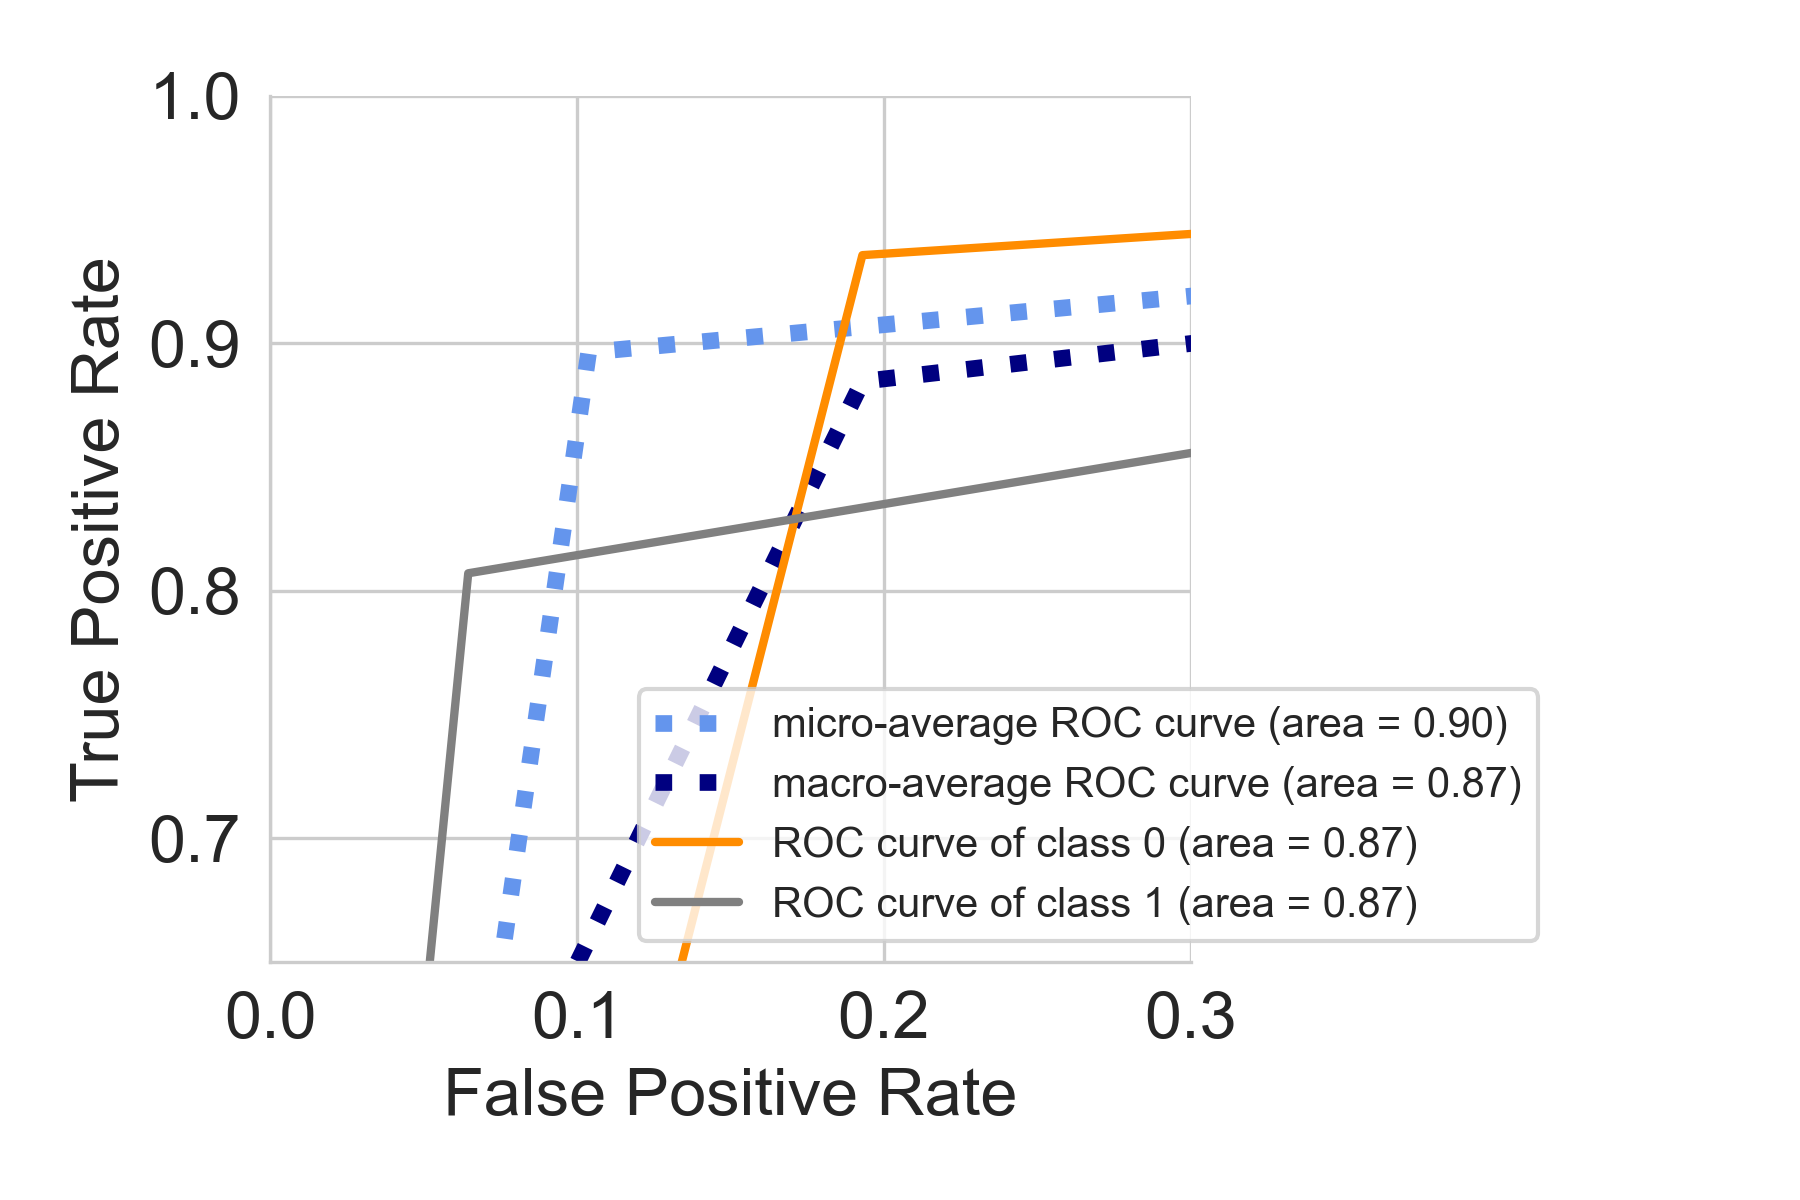 1.0
0.9
0.8
0.7
True Positive Rate
micro-average ROC curve (area = 0.90)
macro-average ROC curve (area = 0.87)
ROC curve of class 0 (area = 0.87)
ROC curve of class 1 (area = 0.87)
0.0 0.1 0.2 0.3
False Positive Rate